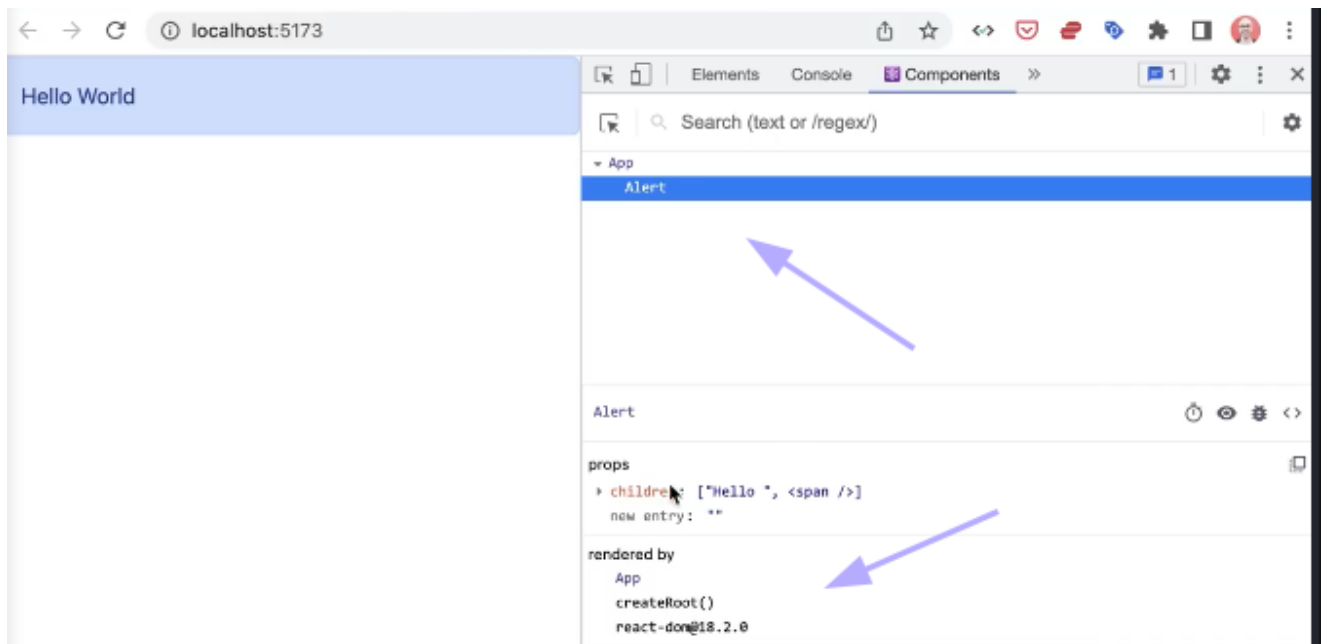 localhost:5173
Elements Console Components » 1
Hello World
Search (text or /regex/)
App
Alert
Alert
props
children: ["Hello ", <span />]
new entry: ""
rendered by
App
createRoot()
react-dom@18.2.0